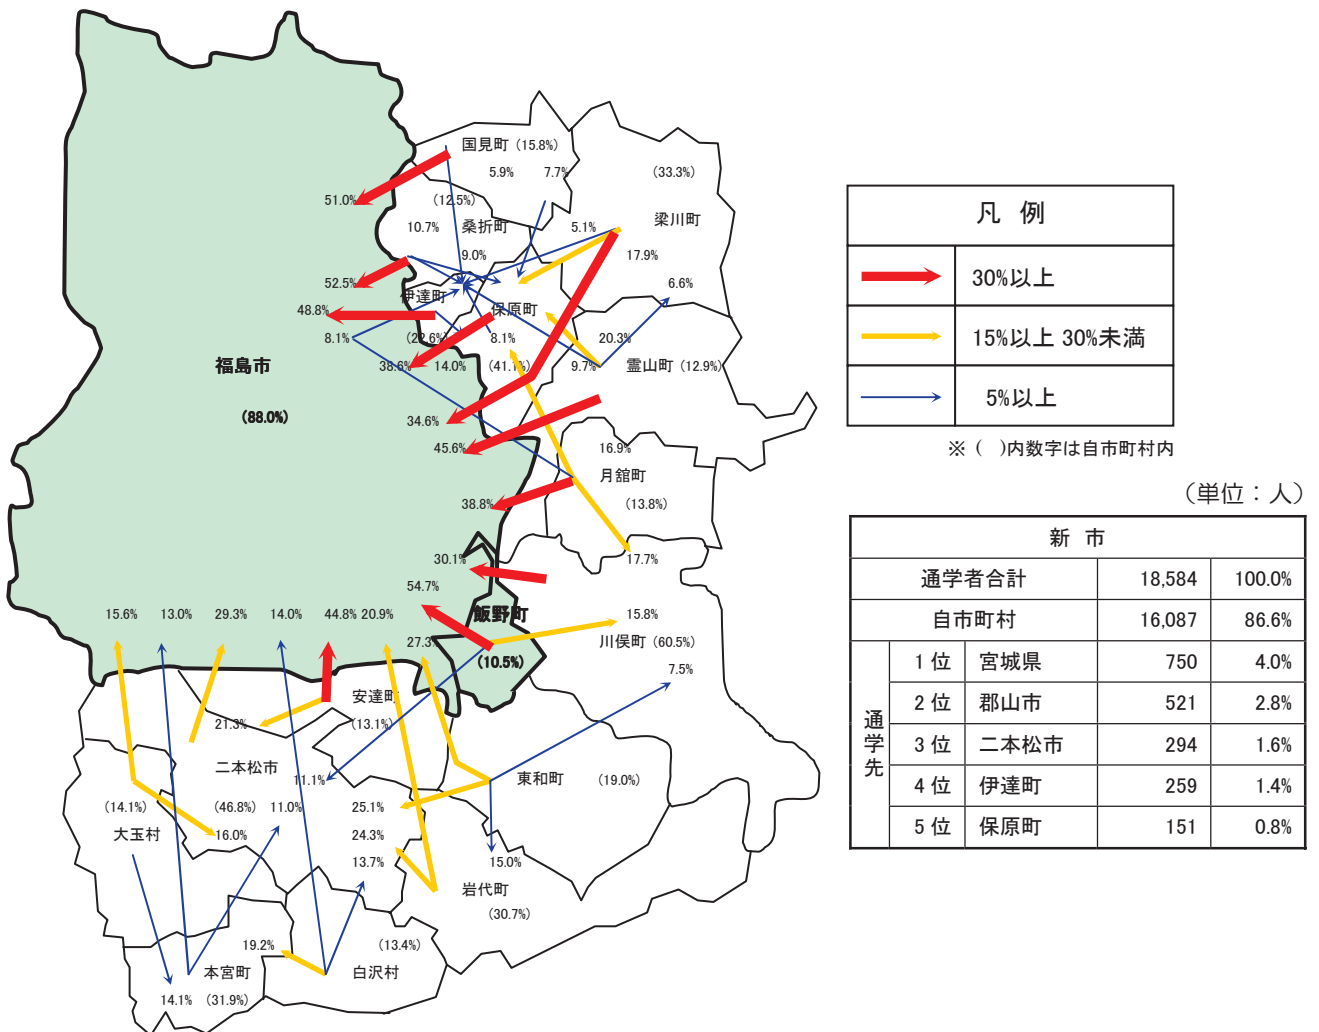 国見町 (15.8%)
5.9%
7.7%
(33.3%)
51.0%
(12.5%)
10.7%
桑折町
5.1%
梁川町
9.0%
17.9%
52.5%
6.6%
伊達町
48.8%
保原町
8.1%
(22.6%)
8.1%
20.3%
38.6%
14.0%
(41.1%)
9.7%
霊山町 (12.9%)
福島市
(88.0%)
34.6%
45.6%
16.9%
月舘町
38.8%
(13.8%)
30.1%
17.7%
54.7%
15.6%
13.0%
29.3%
14.0%
44.8%
20.9%
飯野町
15.8%
27.3%
川俣町 (60.5%)
(10.5%)
7.5%
安達町
21.3%
(13.1%)
二本松市
11.1%
東和町
(19.0%)
(14.1%)
(46.8%)
11.0%
25.1%
大玉村
16.0%
24.3%
13.7%
15.0%
岩代町
(30.7%)
19.2%
(13.4%)
本宮町
白沢村
14.1%
(31.9%)
凡 例
30%以上
15%以上 30%未満
5%以上
※ ( )内数字は自市町村内
（単位：人）
新 市
通学者合計 18,584 100.0%
自市町村 16,087 86.6%
通学先
1 位 宮城県 750 4.0%
2 位 郡山市 521 2.8%
3 位 二本松市 294 1.6%
4 位 伊達町 259 1.4%
5 位 保原町 151 0.8%